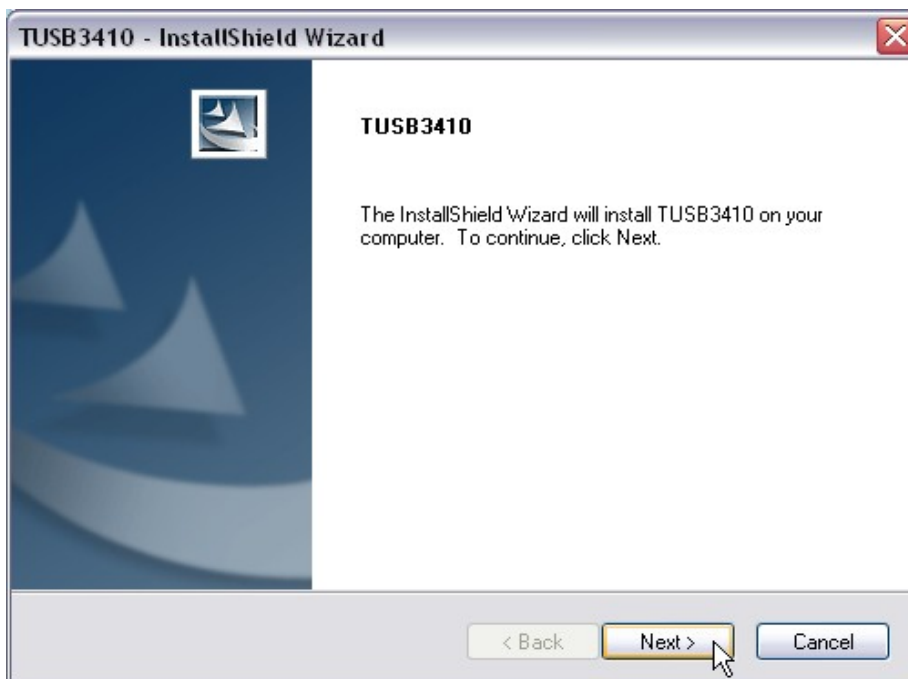 TUSB3410 - InstallShield Wizard
TUSB3410
The InstallShield Wizard will install TUSB3410 on your
computer.  To continue, click Next.
< Back
Next >
Cancel